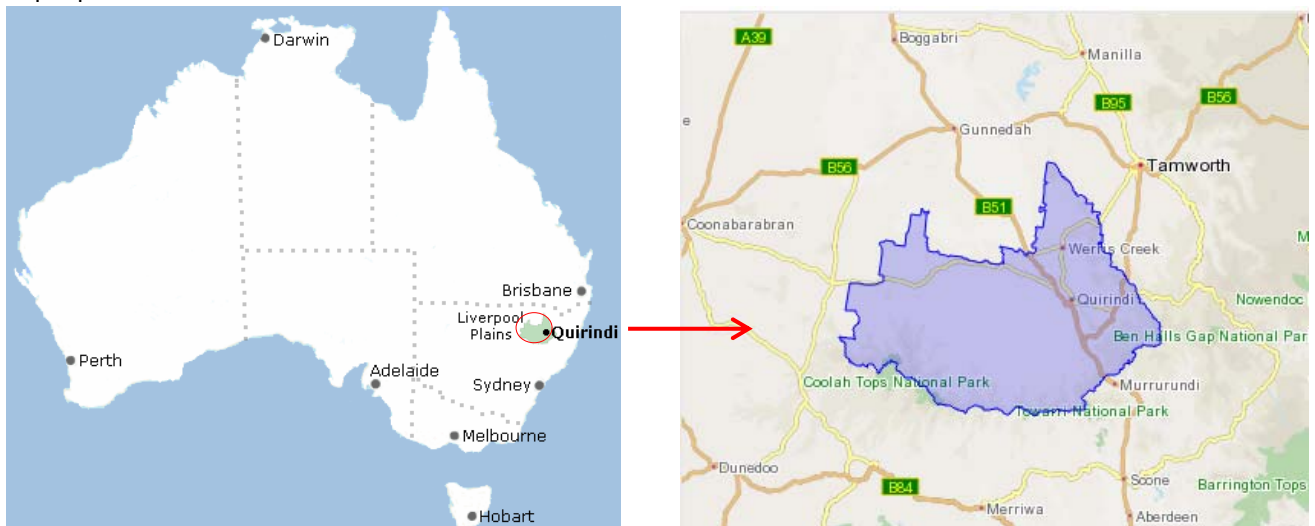 Darwin
Brisbane
Liverpool
Plains
Quirindi
Perth
Adelaide
Sydney
Melbourne
Hobart
A39
Boggabri
Manilla
B95
B56
e
Gunnedah
B56
Tamworth
B51
Coonabarabran
Werris Creek
Quirindi
Nowendoc
Ben Halls Gap National Par
Coolah Tops National Park
Murrurundi
Towarri National Park
Dunedoo
B84
Scone
Barrington Tops
Merriwa
Aberdeen